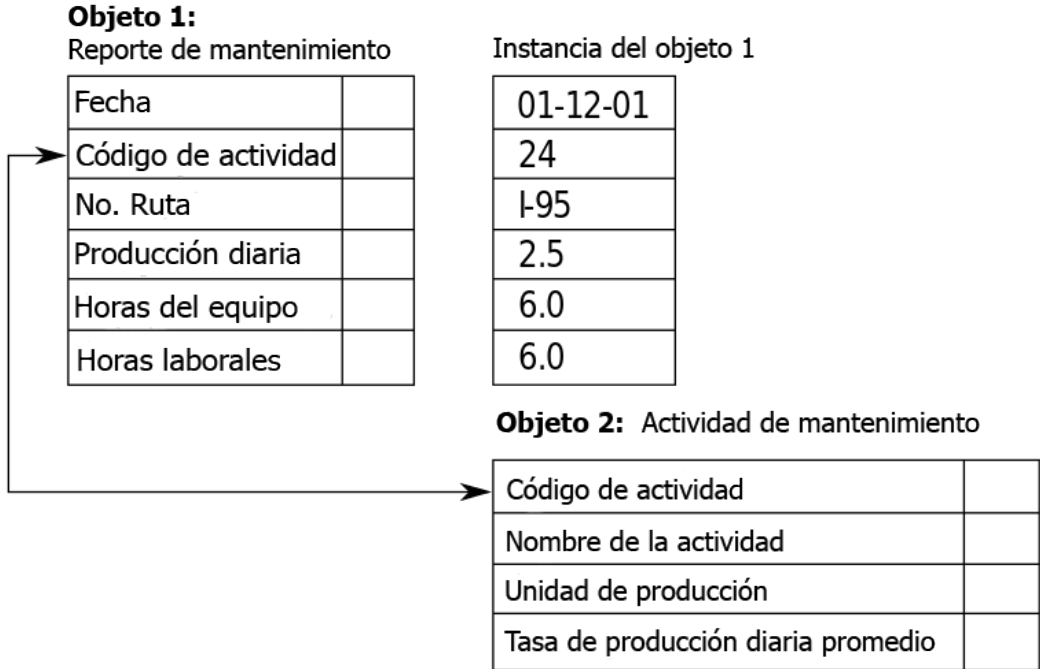 Objeto 1:
Reporte de mantenimiento
Fecha
Código de actividad
No. Ruta
Producción diaria
Horas del equipo
Horas laborales
Instancia del objeto 1
01-12-01
24
I-95
2.5
6.0
6.0
Objeto 2: Actividad de mantenimiento
Código de actividad
Nombre de la actividad
Unidad de producción
Tasa de producción diaria promedio